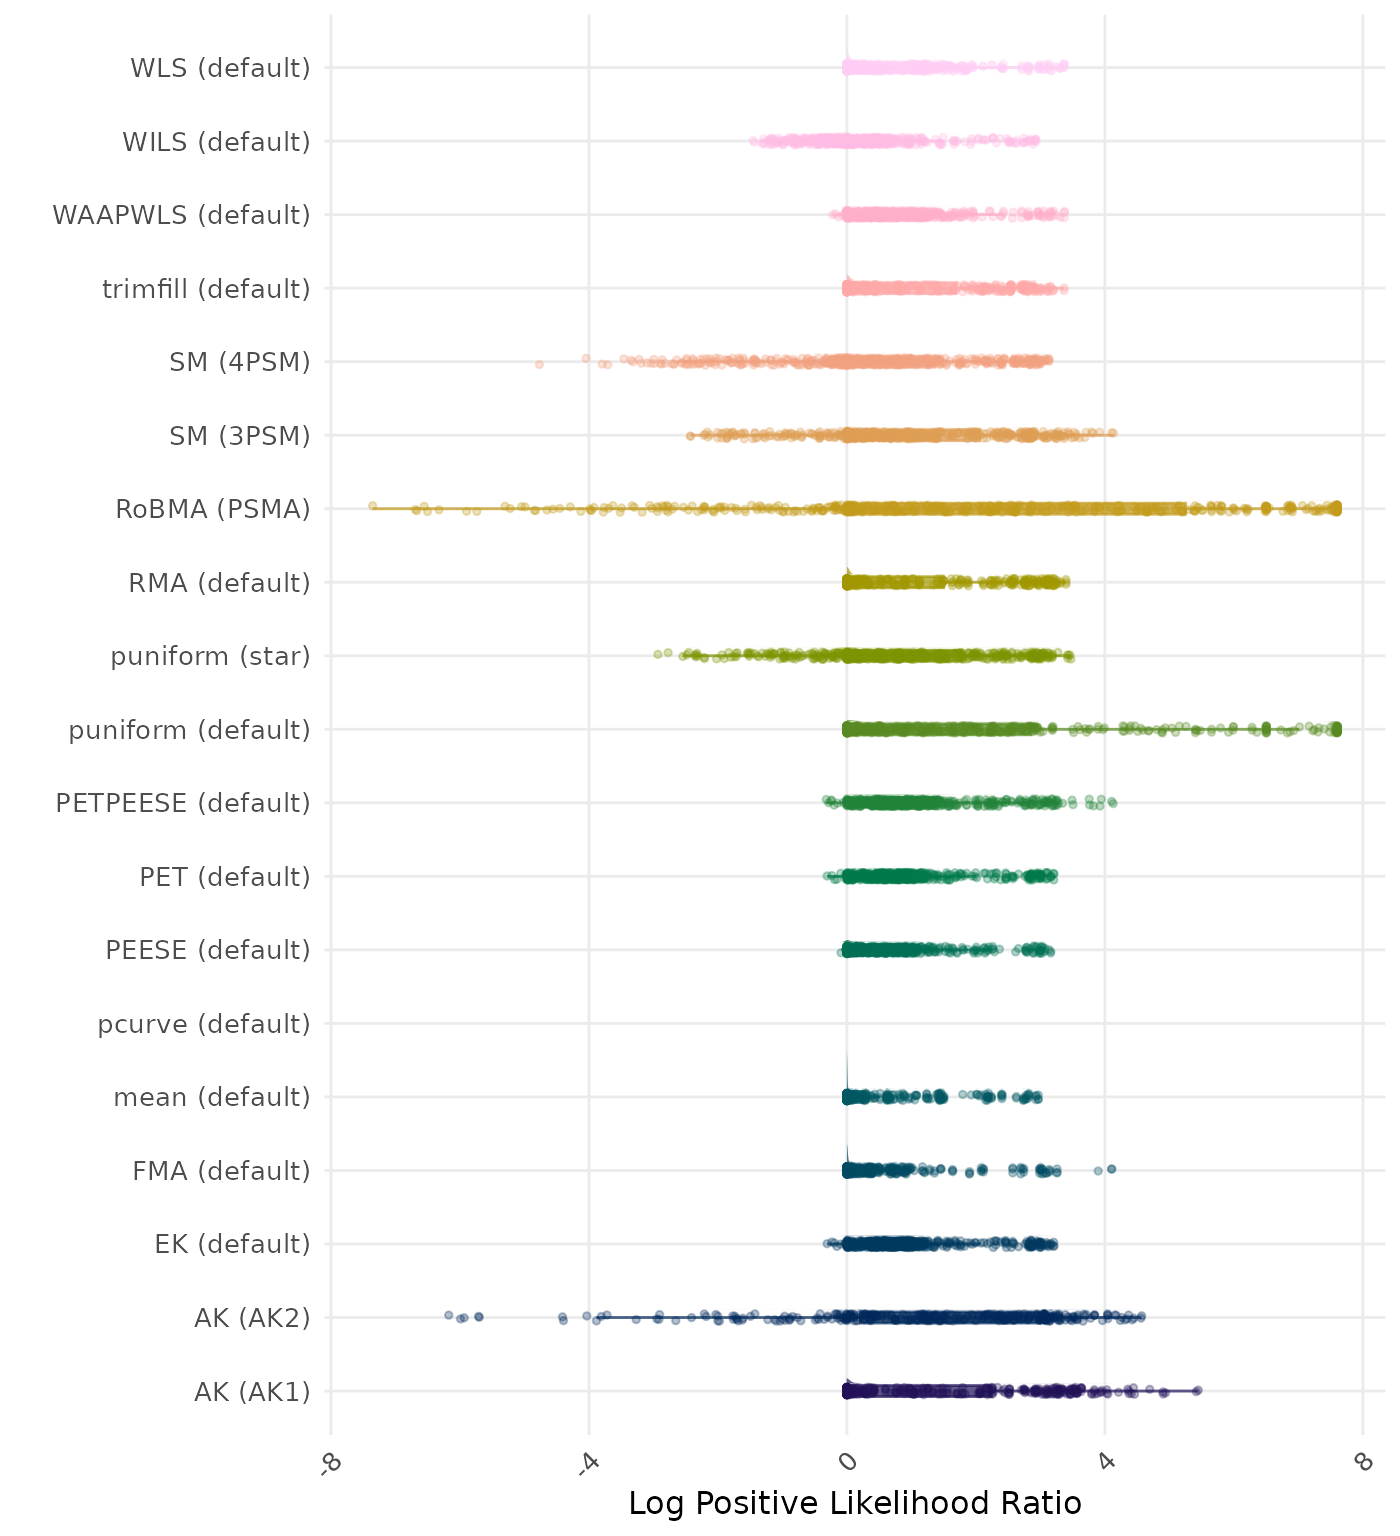 WLS (default)
WILS (default)
WAAPWLS (default)
trimfill (default)
SM (4PSM)
SM (3PSM)
RoBMA (PSMA)
RMA (default)
puniform (star)
puniform (default)
PETPEESE (default)
PET (default)
PEESE (default)
pcurve (default)
mean (default)
FMA (default)
EK (default)
AK (AK2)
AK (AK1)
-8 -4 0 4 8
Log Positive Likelihood Ratio